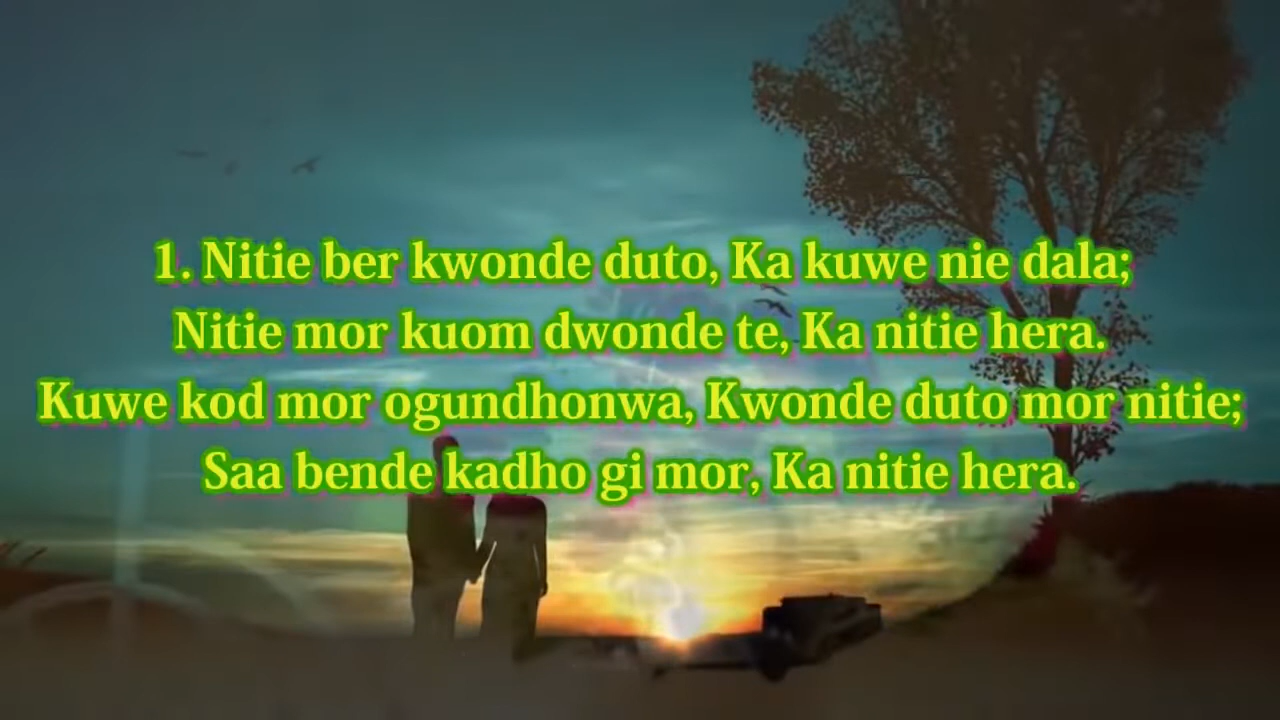 1. Nitie ber kwonde duto, Ka kuwe nie dala;
Nitie mor kuom dwonde te, Ka nitie hera.
Kuwe kod mor ogundhonwa, Kwonde duto mor nitie;
Saa bende kadho gi mor, Ka nitie hera.